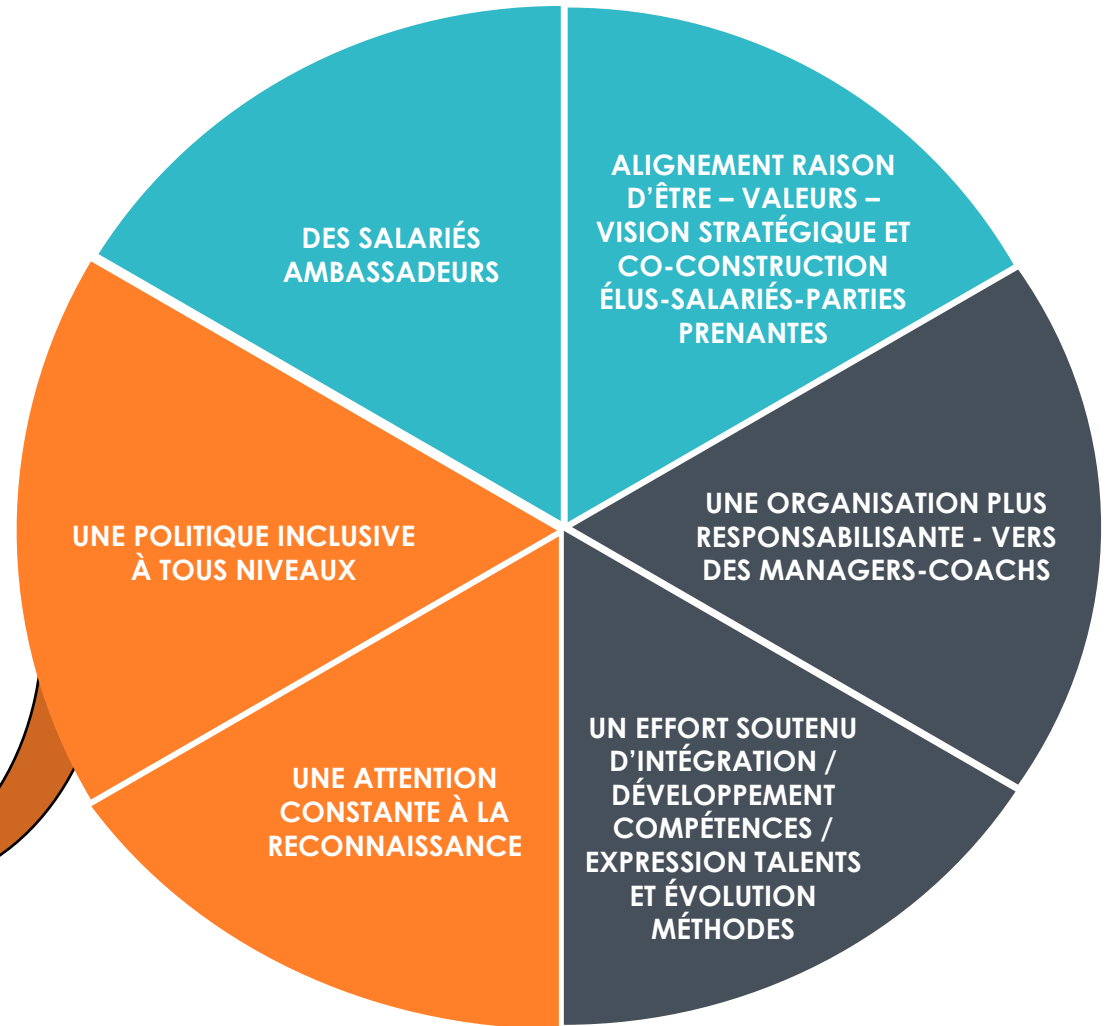 DES SALARIÉS
AMBASSADEURS
ALIGNEMENT RAISON
D’ÊTRE – VALEURS –
VISION STRATÉGIQUE ET
CO-CONSTRUCTION
ÉLUS-SALARIÉS-PARTIES
PRENANTES
UNE ORGANISATION PLUS
RESPONSABILISANTE - VERS
DES MANAGERS-COACHS
UN EFFORT SOUTENU
D’INTÉGRATION /
DÉVELOPPEMENT
COMPÉTENCES /
EXPRESSION TALENTS
ET ÉVOLUTION
MÉTHODES
UNE ATTENTION
CONSTANTE À LA
RECONNAISSANCE
UNE POLITIQUE INCLUSIVE
À TOUS NIVEAUX